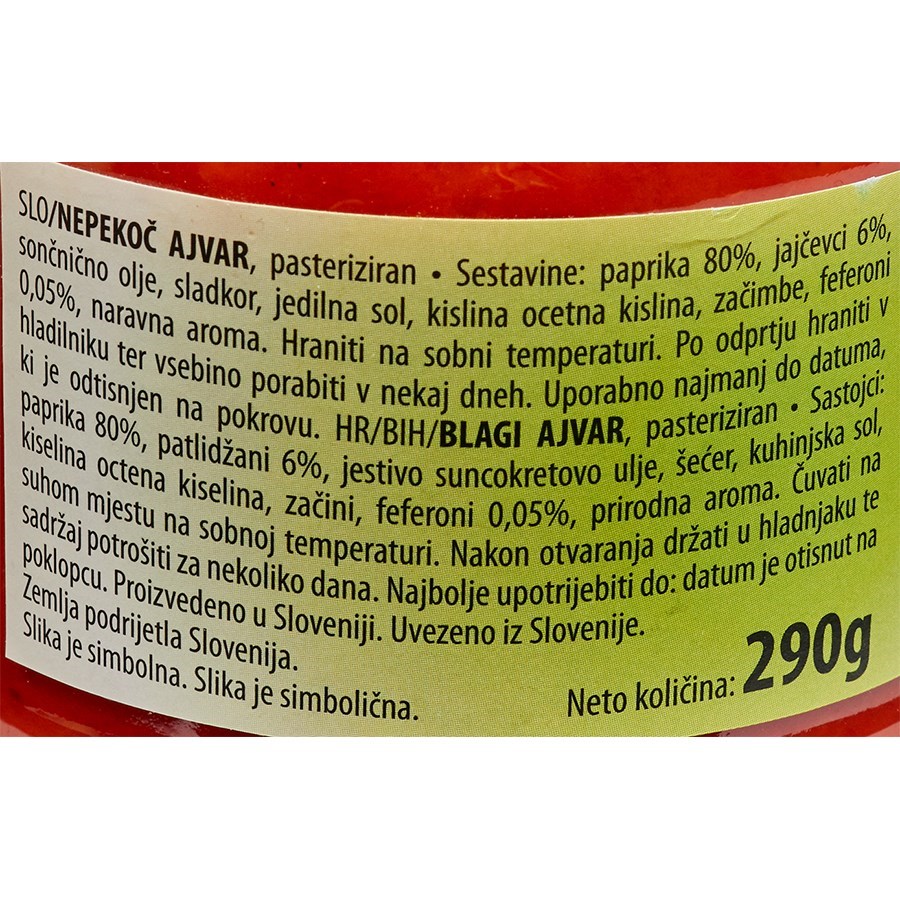 SLO/NEPEKOČ AJVAR, pasteriziran • Sestavine: paprika 80%, jajčevci 6%,
sončnično olje, sladkor, jedilna sol, kislina ocetna kislina, začimbe, feferoni
0,05%, naravna aroma. Hraniti na sobni temperaturi. Po odprtju hraniti v
hladilniku ter vsebino porabiti v nekaj dneh. Uporabno najmanj do datuma,
ki je odtisnjen na pokrovu. HR/BIH/BLAGI AJVAR, pasteriziran • Sastojci:
paprika 80%, patlidžani 6%, jestivo suncokretovo ulje, šećer, kuhinjska sol,
kiselina octena kiselina, začini, feferoni 0,05%, prirodna aroma. Čuvati na
suhom mjestu na sobnoj temperaturi. Nakon otvaranja držati u hladnjaku te
sadržaj potrošiti za nekoliko dana. Najbolje upotrijebiti do: datum je otisnut na
poklopcu. Proizvedeno u Sloveniji. Uvezeno iz Slovenije.
Zemlja podrijetla Slovenija.
Slika je simbolna. Slika je simbolična.
Neto količina: 290g